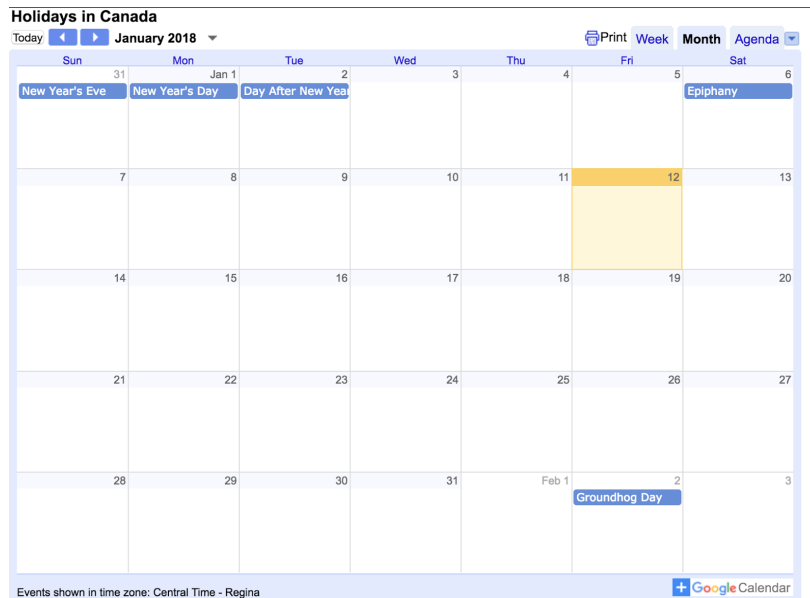 Holidays in Canada
Today January 2018 Print Week Month Agenda
Sun Mon Tue Wed Thu Fri Sat
31 Jan 1 2 3 4 5 6
New Year's Eve New Year's Day Day After New Year Epiphany
7 8 9 10 11 12 13
14 15 16 17 18 19 20
21 22 23 24 25 26 27
28 29 30 31 Feb 1 2 3
Groundhog Day
Events shown in time zone: Central Time - Regina
Google Calendar